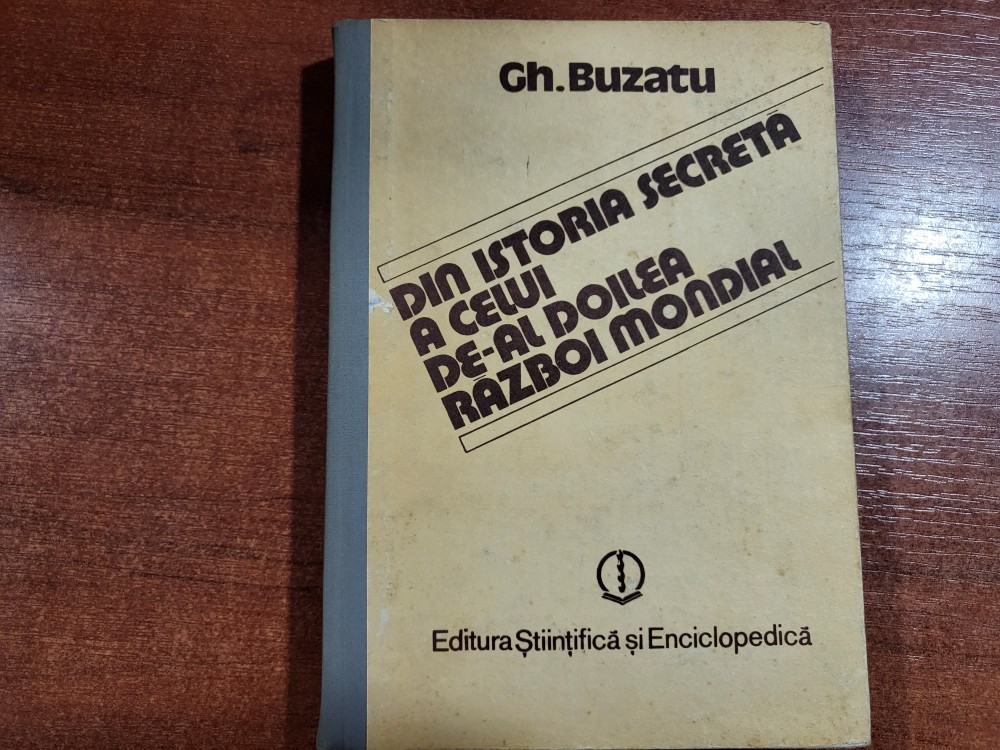 Gh. Buzatu
DIN ISTORIA SECRETĂ
A CELUI
DE-AL DOILEA
RĂZBOI MONDIAL
Editura Științifică și Enciclopedică